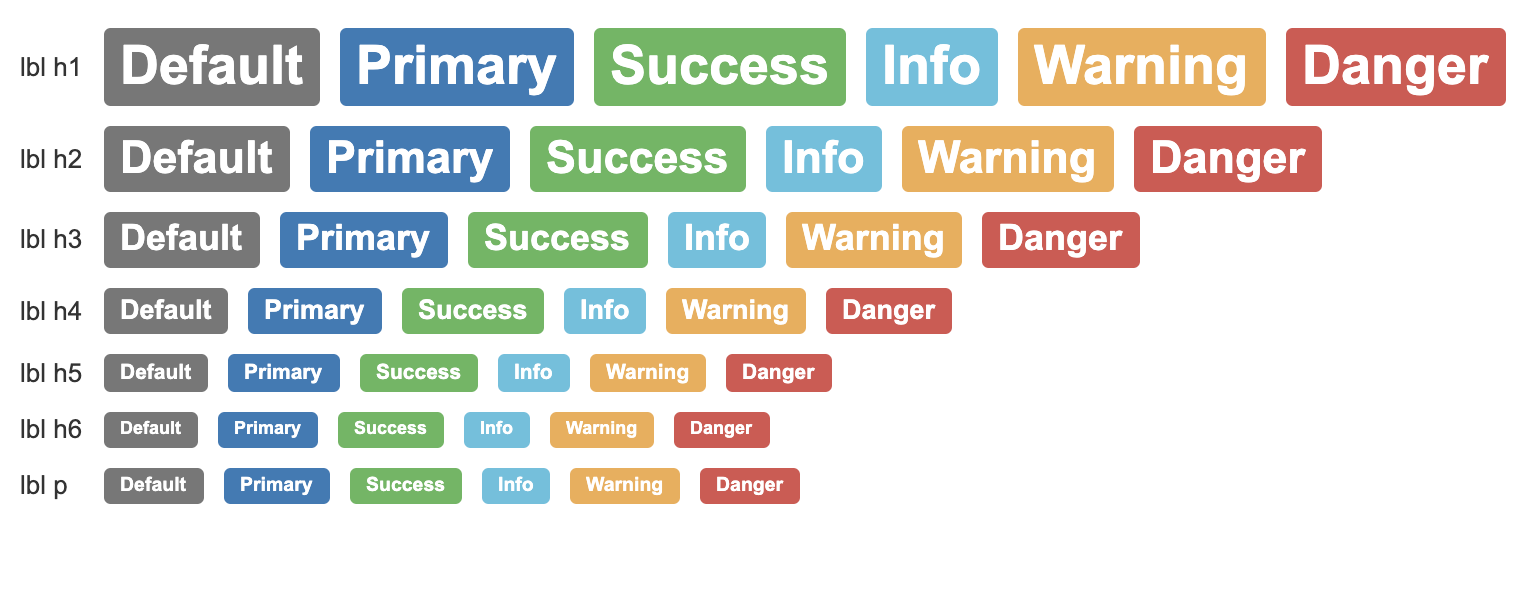 lbl h1 Default Primary Success Info Warning Danger
lbl h2 Default Primary Success Info Warning Danger
lbl h3 Default Primary Success Info Warning Danger
lbl h4 Default Primary Success Info Warning Danger
lbl h5 Default Primary Success Info Warning Danger
lbl h6 Default Primary Success Info Warning Danger
lbl p Default Primary Success Info Warning Danger